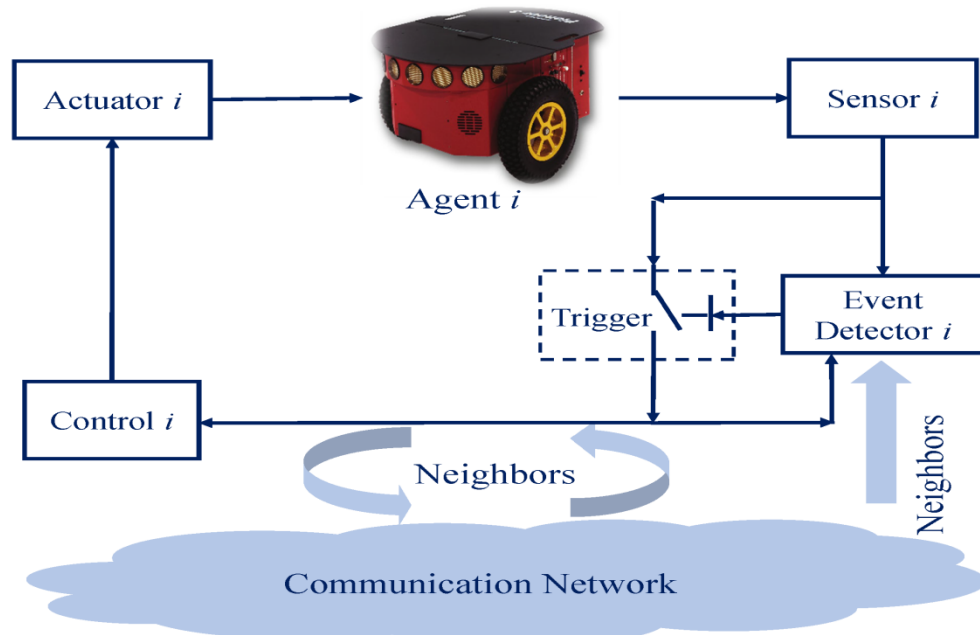 Actuator i
Sensor i
Agent i
Trigger
Event
Detector i
Control i
Neighbors
Neighbors
Communication Network